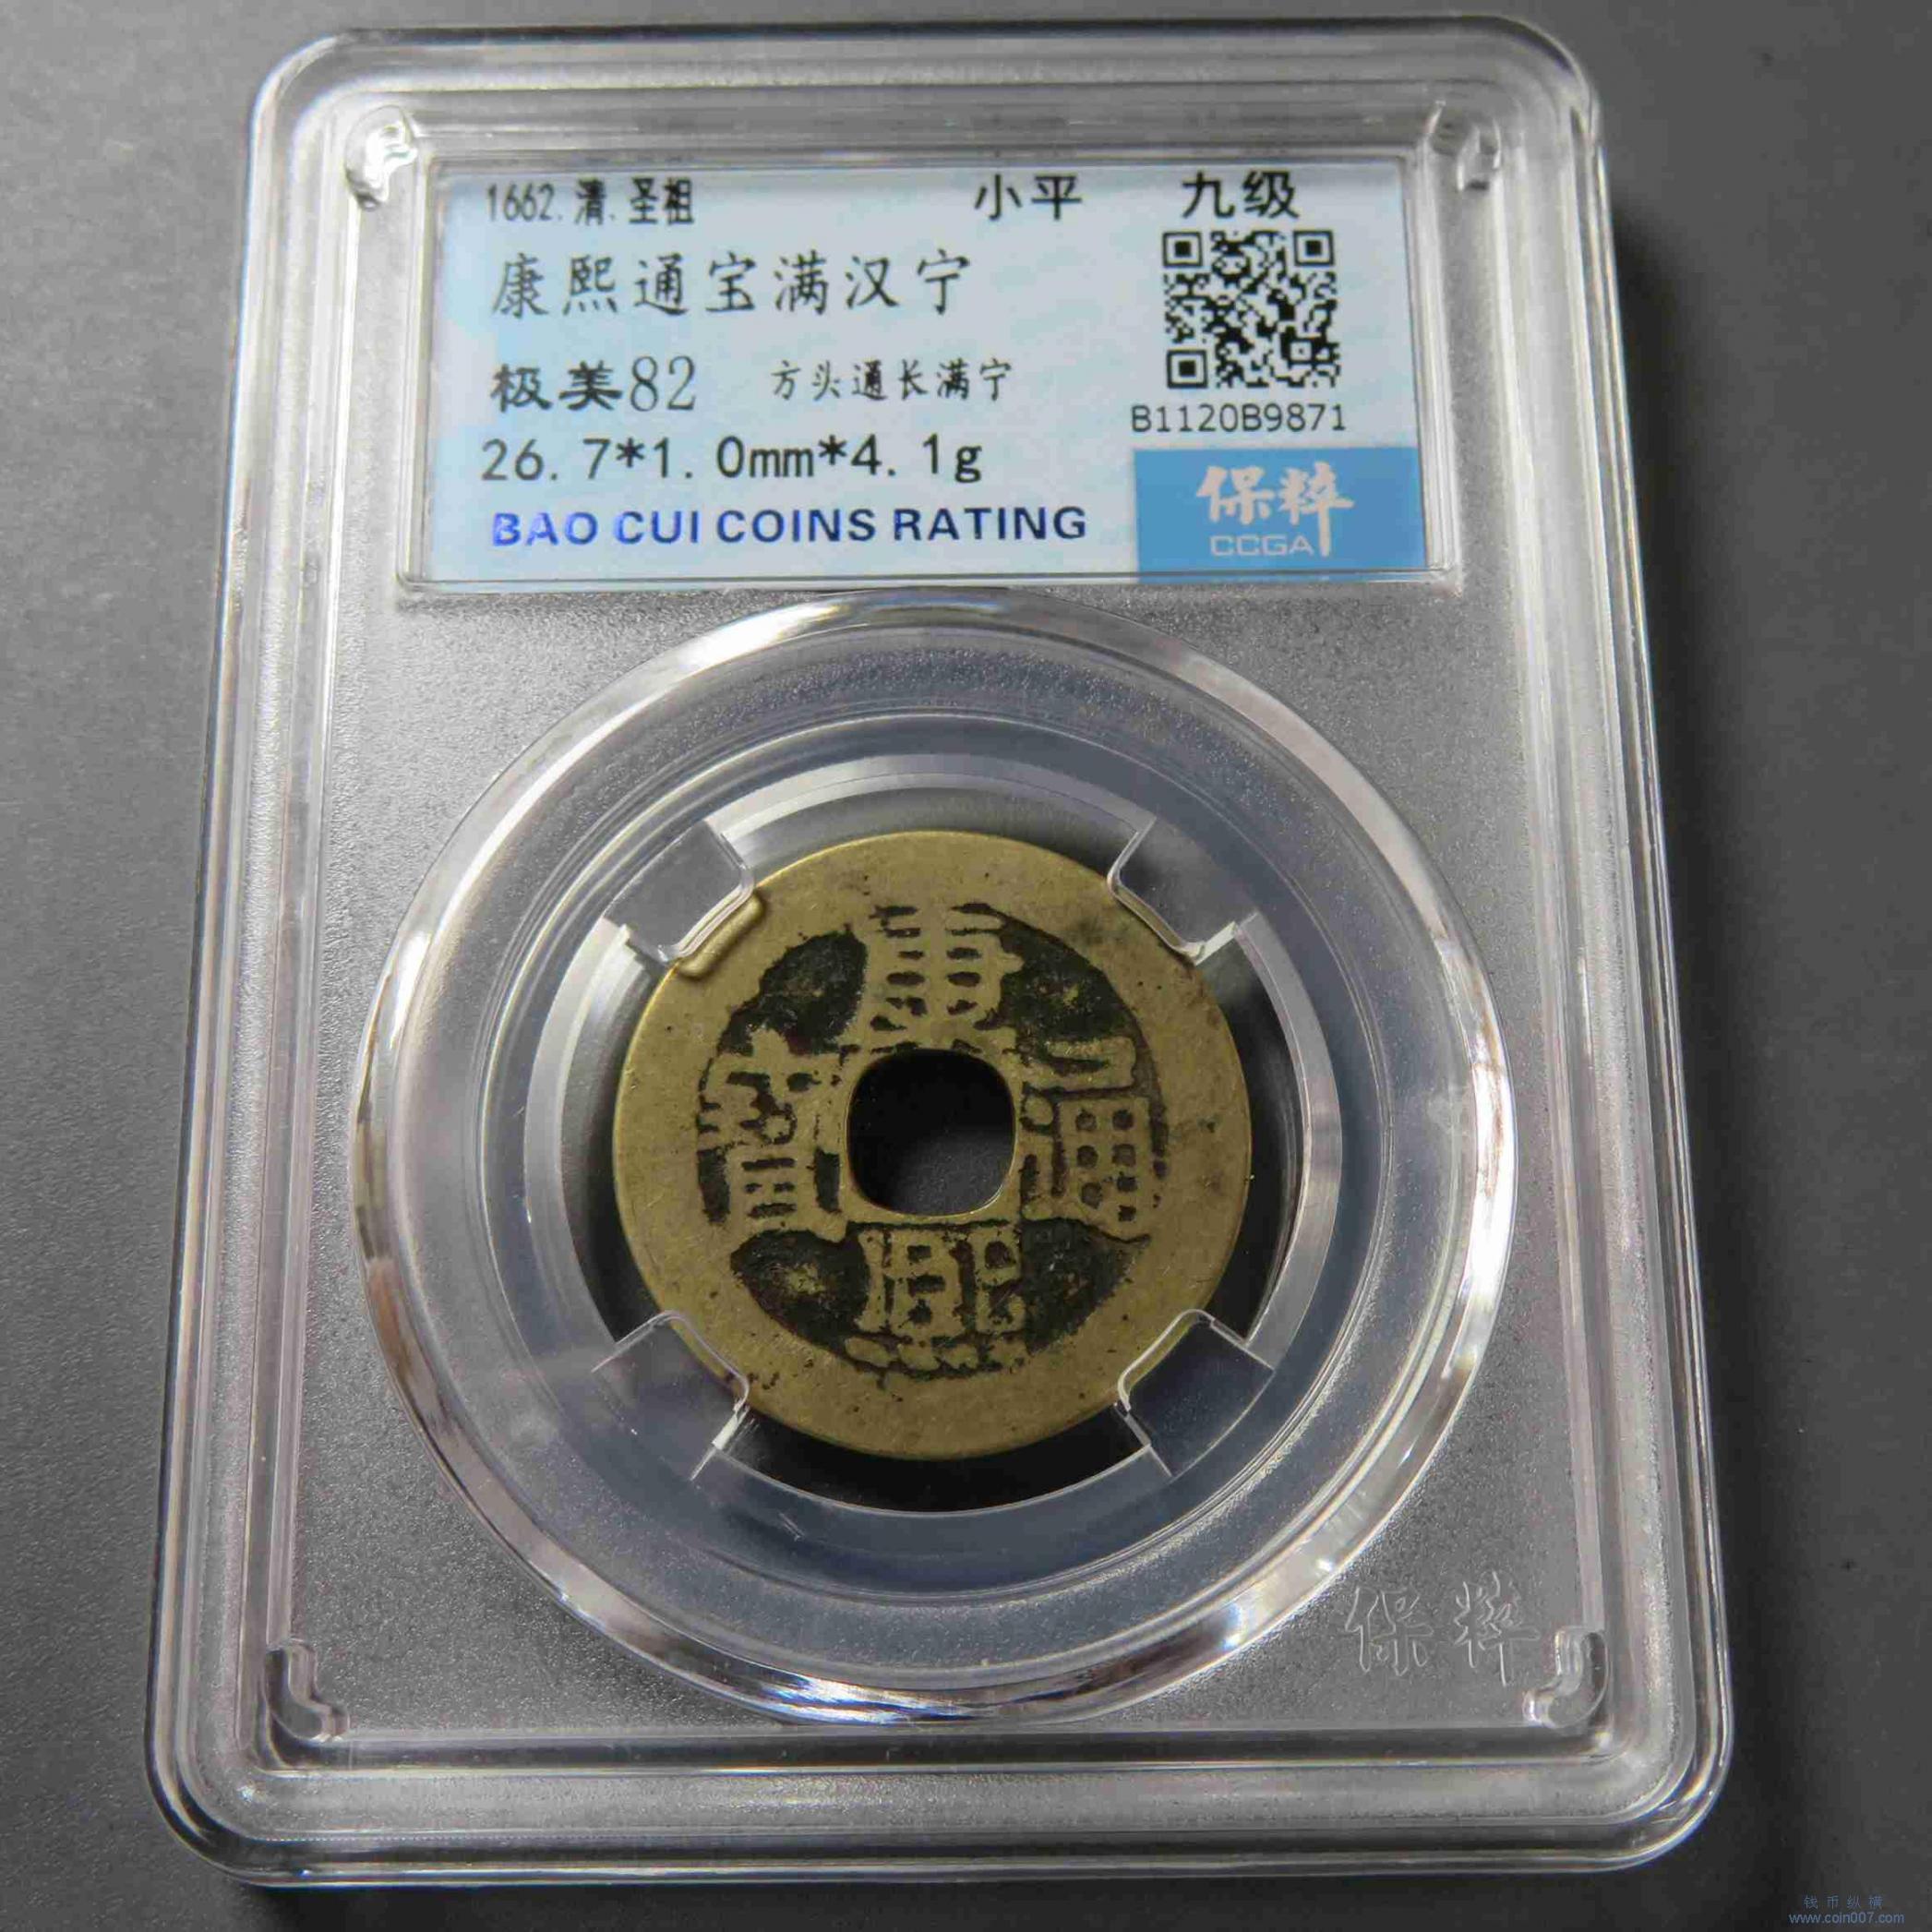 1662.清.圣祖 小平 九级
康熙通宝满汉宁
极美82 方头通长满宁
B1120B9871
26.7*1.0mm*4.1g
BAO CUI COINS RATING
保粹
CCGA
康熙通寶
保粹
钱币纵横
www.coin007.com